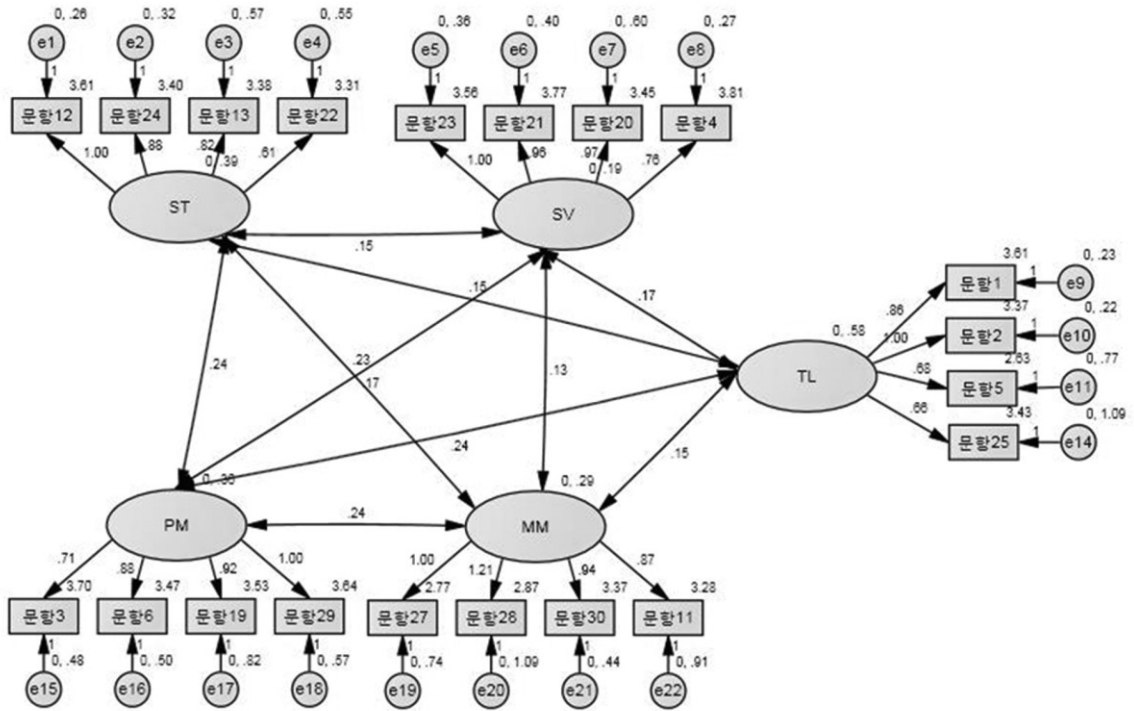 0, .26 0, .32 0, .57 0, .55 0, .36 0, .40 0, .60 0, .27
e1 e2 e3 e4 e5 e6 e7 e8
1 1 1 1 1 1 1 1
3.61 3.40 3.38 3.31 3.56 3.77 3.45 3.81
문항12 문항24 문항13 문항22 문항23 문항21 문항20 문항4
1.00 .88 .82 .61 1.00 .96 .97 .76
0, .39 0, .19
ST SV
.15
.15 .17
.24 .23 .17 .13
.24 .15
0, .58
TL
.86 3.61 1 0, .23
문항1 e9
1.00 3.37 1 0, .22
문항2 e10
.68 2.63 1 0, .77
문항5 e11
.66 3.43 1 0, 1.09
문항25 e14
0, .29
PM .24 MM
.71 .88 .92 1.00 1.00 1.21 .94 .87
3.70 3.47 3.53 3.64 2.77 2.87 3.37 3.28
문항3 문항6 문항19 문항29 문항27 문항28 문항30 문항11
1 1 1 1 1 1 1 1
0, .48 0, .50 0, .82 0, .57 0, .74 0, 1.09 0, .44 0, .91
e15 e16 e17 e18 e19 e20 e21 e22